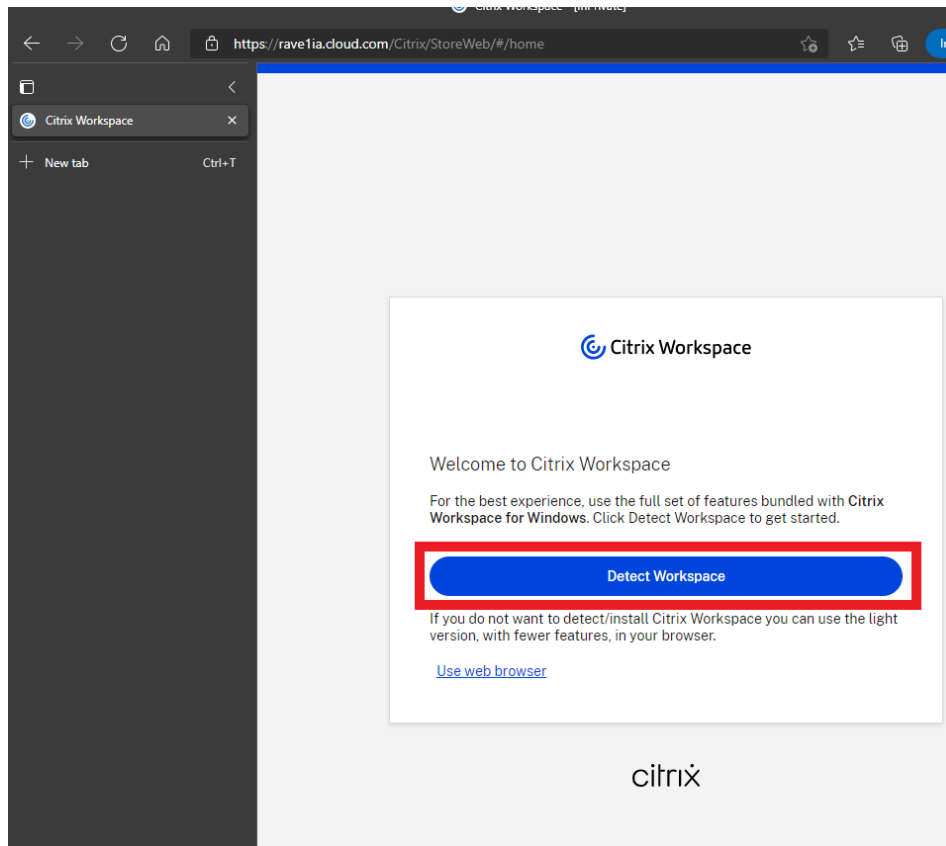 Citrix Workspace - [InPrivate]
https://rave1ia.cloud.com/Citrix/StoreWeb/#/home
Citrix Workspace
New tab Ctrl+T
Citrix Workspace
Welcome to Citrix Workspace
For the best experience, use the full set of features bundled with Citrix
Workspace for Windows. Click Detect Workspace to get started.
Detect Workspace
If you do not want to detect/install Citrix Workspace you can use the light
version, with fewer features, in your browser.
Use web browser
citrix